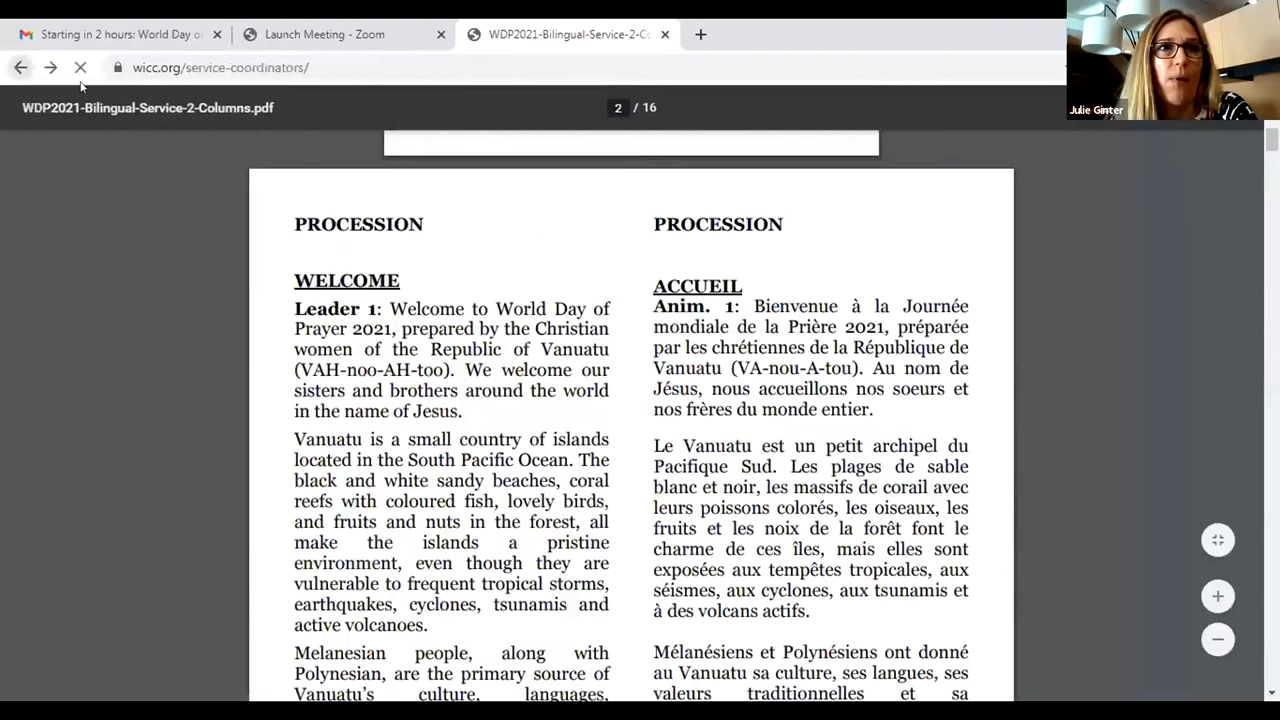 Starting in 2 hours: World Day o
Launch Meeting - Zoom
WDP2021-Bilingual-Service-2-Co
wicc.org/service-coordinators/
Julie Ginter
WDP2021-Bilingual-Service-2-Columns.pdf
2 / 16
PROCESSION
WELCOME
Leader 1: Welcome to World Day of
Prayer 2021, prepared by the Christian
women of the Republic of Vanuatu
(VAH-noo-AH-too). We welcome our
sisters and brothers around the world
in the name of Jesus.
Vanuatu is a small country of islands
located in the South Pacific Ocean. The
black and white sandy beaches, coral
reefs with coloured fish, lovely birds,
and fruits and nuts in the forest, all
make the islands a pristine
environment, even though they are
vulnerable to frequent tropical storms,
earthquakes, cyclones, tsunamis and
active volcanoes.
Melanesian people, along with
Polynesian, are the primary source of
Vanuatu's culture, languages,
PROCESSION
ACCUEIL
Anim. 1: Bienvenue à la Journée
mondiale de la Prière 2021, préparée
par les chrétiennes de la République de
Vanuatu (VA-nou-A-tou). Au nom de
Jésus, nous accueillons nos soeurs et
nos frères du monde entier.
Le Vanuatu est un petit archipel du
Pacifique Sud. Les plages de sable
blanc et noir, les massifs de corail avec
leurs poissons colorés, les oiseaux, les
fruits et les noix de la forêt font le
charme de ces îles, mais elles sont
exposées aux tempêtes tropicales, aux
séismes, aux cyclones, aux tsunamis et
à des volcans actifs.
Mélanésiens et Polynésiens ont donné
au Vanuatu sa culture, ses langues, ses
valeurs traditionnelles et sa